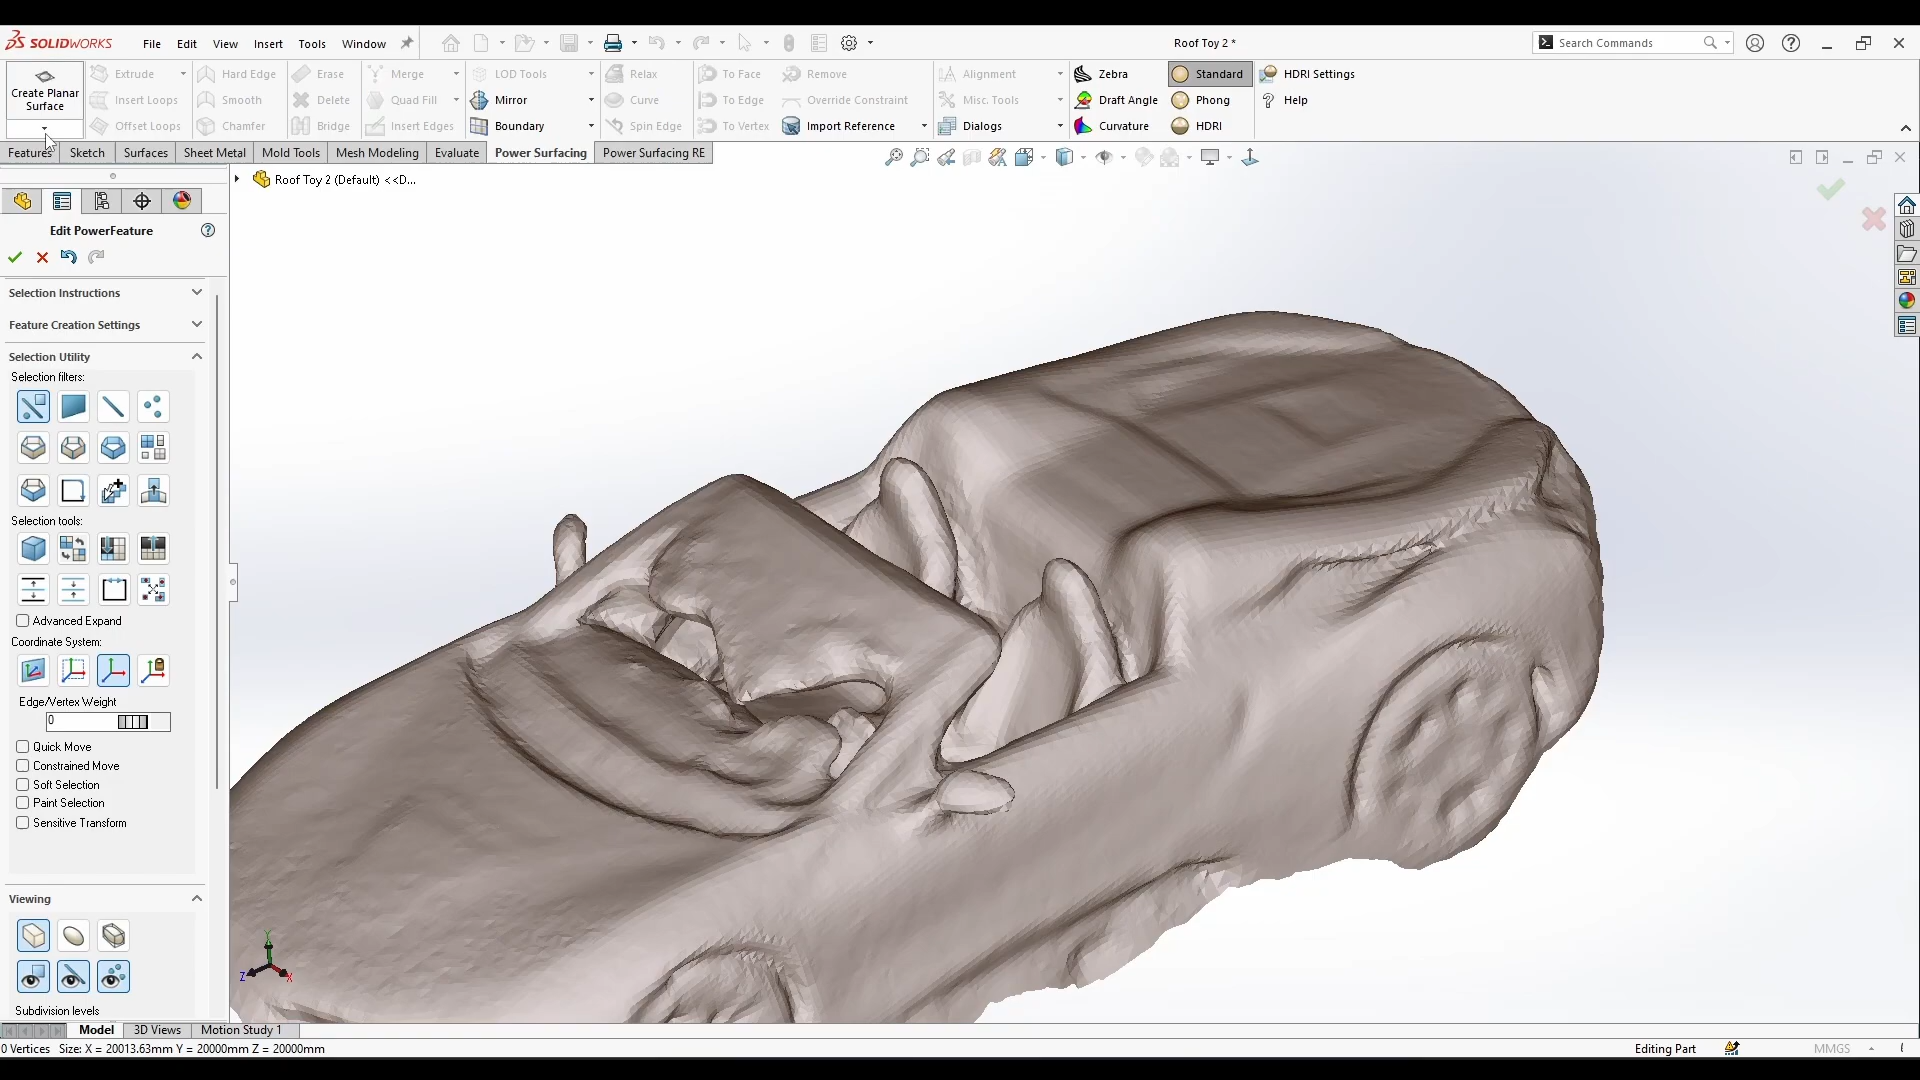 SOLIDWORKS File Edit View Insert Tools Window Roof Toy 2 * Search Commands
Create Planar Surface
Extrude Hard Edge Erase Merge LOD Tools Relax To Face Remove Alignment Zebra Standard HDRI Settings
Insert Loops Smooth Delete Quad Fill Mirror Curve To Edge Override Constraint Misc. Tools Draft Angle Phong Help
Offset Loops Chamfer Bridge Insert Edges Boundary Spin Edge To Vertex Import Reference Dialogs Curvature HDRI
Features Sketch Surfaces Sheet Metal Mold Tools Mesh Modeling Evaluate Power Surfacing Power Surfacing RE
Roof Toy 2 (Default) <<D...
Edit PowerFeature
Selection Instructions
Feature Creation Settings
Selection Utility
Selection filters:
Selection tools:
Advanced Expand
Coordinate System:
Edge/Vertex Weight
0
Quick Move
Constrained Move
Soft Selection
Paint Selection
Sensitive Transform
Viewing
Subdivision levels
Y
Z X
Model 3D Views Motion Study 1
0 Vertices Size: X = 20013.63mm Y = 20000mm Z = 20000mm Editing Part MMGS